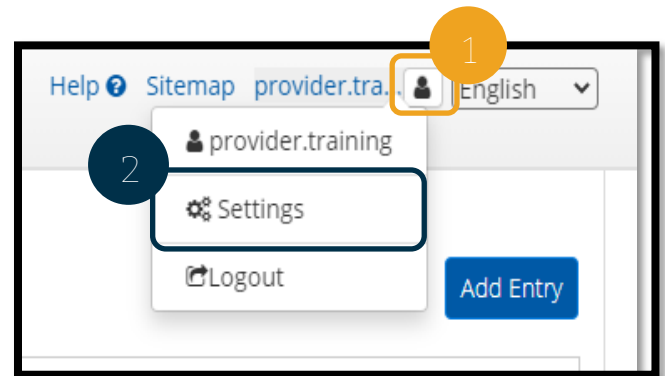 1
Help Sitemap provider.tra... English
provider.training
2
Settings
Logout
Add Entry